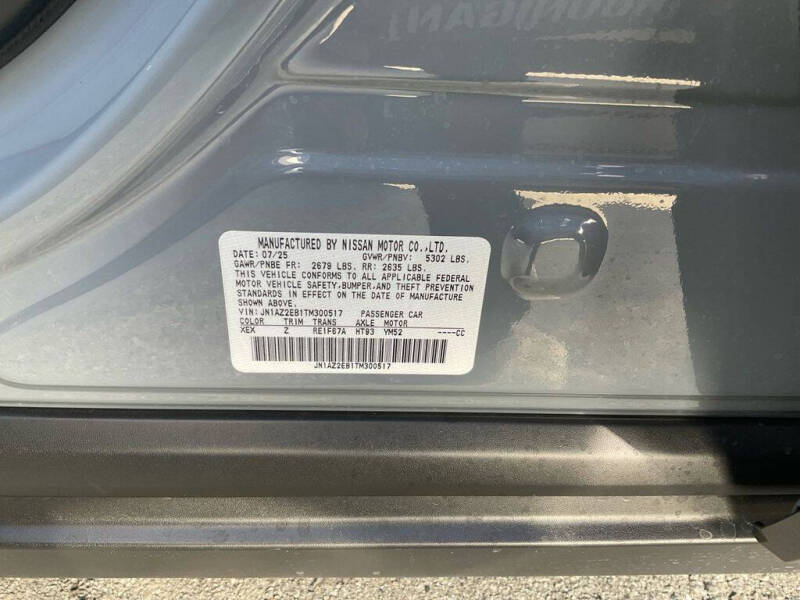 HOONIGAN
MANUFACTURED BY NISSAN MOTOR CO.,LTD.
DATE: 07/25 GVWR/PNBV: 5302 LBS.
GAWR/PNBE FR: 2679 LBS. RR: 2635 LBS.
THIS VEHICLE CONFORMS TO ALL APPLICABLE FEDERAL
MOTOR VEHICLE SAFETY,BUMPER,AND THEFT PREVENTION
STANDARDS IN EFFECT ON THE DATE OF MANUFACTURE
SHOWN ABOVE.
VIN: JN1AZ2EB1TM300517 PASSENGER CAR
COLOR TRIM TRANS AXLE MOTOR
XEX Z RE1F67A HT93 YM52 ----CC
JN1AZ2EB1TM300517